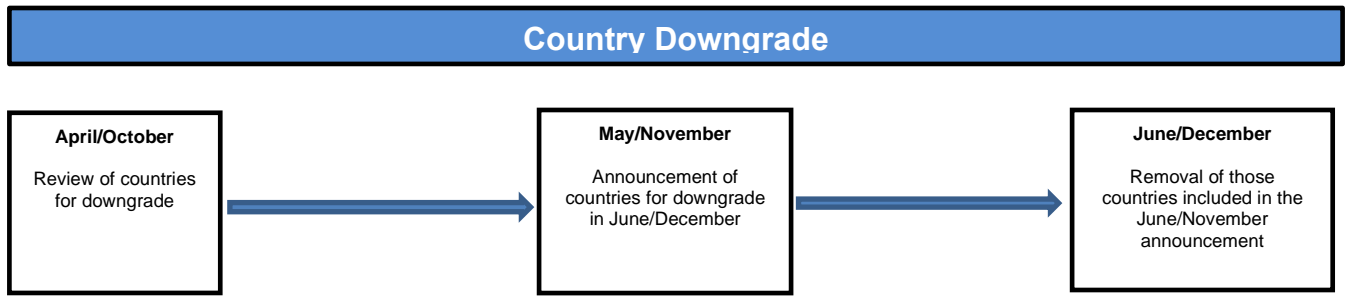 Country Downgrade
April/October
Review of countries
for downgrade
May/November
Announcement of
countries for downgrade
in June/December
June/December
Removal of those
countries included in the
June/November
announcement